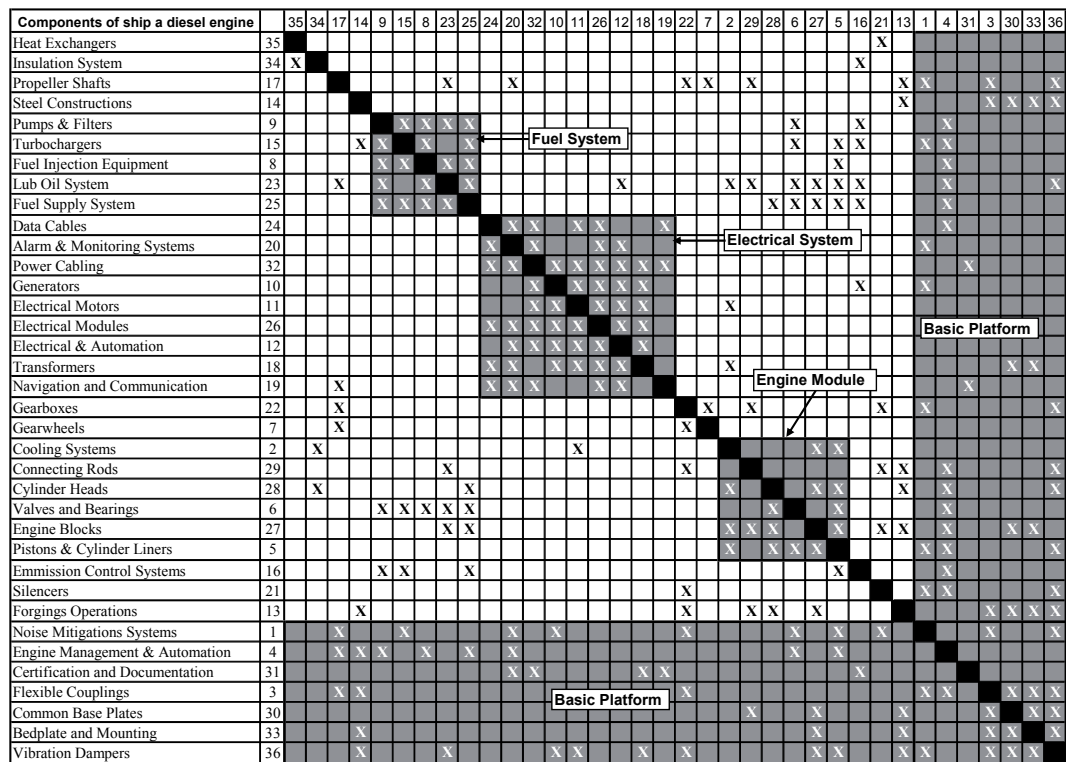 Components of ship a diesel engine 35 34 17 14 9 15 8 23 25 24 20 32 10 11 26 12 18 19 22 7 2 29 28 6 27 5 16 21 13 1 4 31 3 30 33 36
Heat Exchangers 35 X
Insulation System 34 X X
Propeller Shafts 17 X X X X X X X X X
Steel Constructions 14 X X X X X
Pumps & Filters 9 X X X X X X X
Fuel System
Turbochargers 15 X X X X X X X X X
Fuel Injection Equipment 8 X X X X X X
Lub Oil System 23 X X X X X X X X X X X X X
Fuel Supply System 25 X X X X X X X X X X
Data Cables 24 X X X X X X
Electrical System
Alarm & Monitoring Systems 20 X X X X X
Power Cabling 32 X X X X X X X X X
Generators 10 X X X X X X X
Electrical Motors 11 X X X X X X
Basic Platform
Electrical Modules 26 X X X X X X X
Electrical & Automation 12 X X X X X X
Transformers 18 X X X X X X X X X
Engine Module
Navigation and Communication 19 X X X X X X X
Gearboxes 22 X X X X X X
Gearwheels 7 X X
Cooling Systems 2 X X X X
Connecting Rods 29 X X X X X X
Cylinder Heads 28 X X X X X X X X
Valves and Bearings 6 X X X X X X X X
Engine Blocks 27 X X X X X X X X X X
Pistons & Cylinder Liners 5 X X X X X X X
Emmission Control Systems 16 X X X X X
Silencers 21 X X X X
Forgings Operations 13 X X X X X X X X X
Noise Mitigations Systems 1 X X X X X X X X X X
Engine Management & Automation 4 X X X X X X X X
Certification and Documentation 31 X X X X X
Flexible Couplings 3 X X X X X X X X
Basic Platform
Common Base Plates 30 X X X X X X
Bedplate and Mounting 33 X X X X X X
Vibration Dampers 36 X X X X X X X X X X X X X